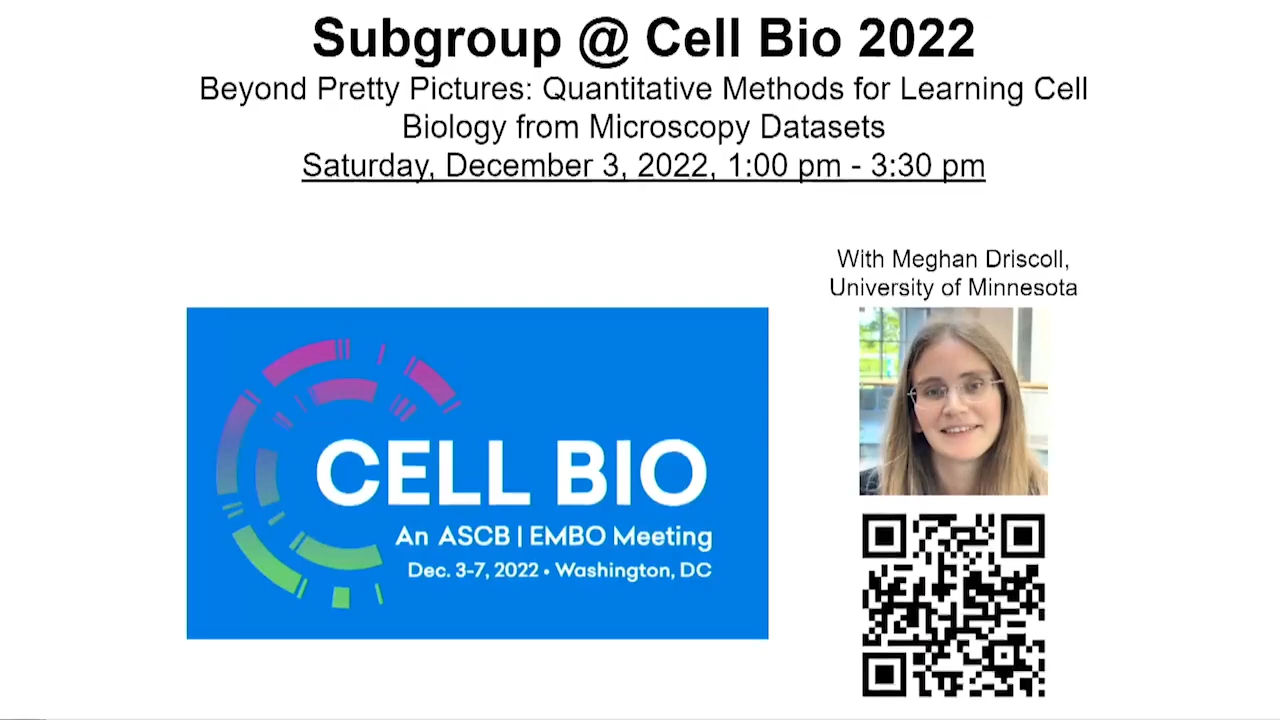 Subgroup @ Cell Bio 2022
Beyond Pretty Pictures: Quantitative Methods for Learning Cell
Biology from Microscopy Datasets
Saturday, December 3, 2022, 1:00 pm - 3:30 pm
With Meghan Driscoll,
University of Minnesota
CELL BIO
An ASCB | EMBO Meeting
Dec. 3-7, 2022 • Washington, DC